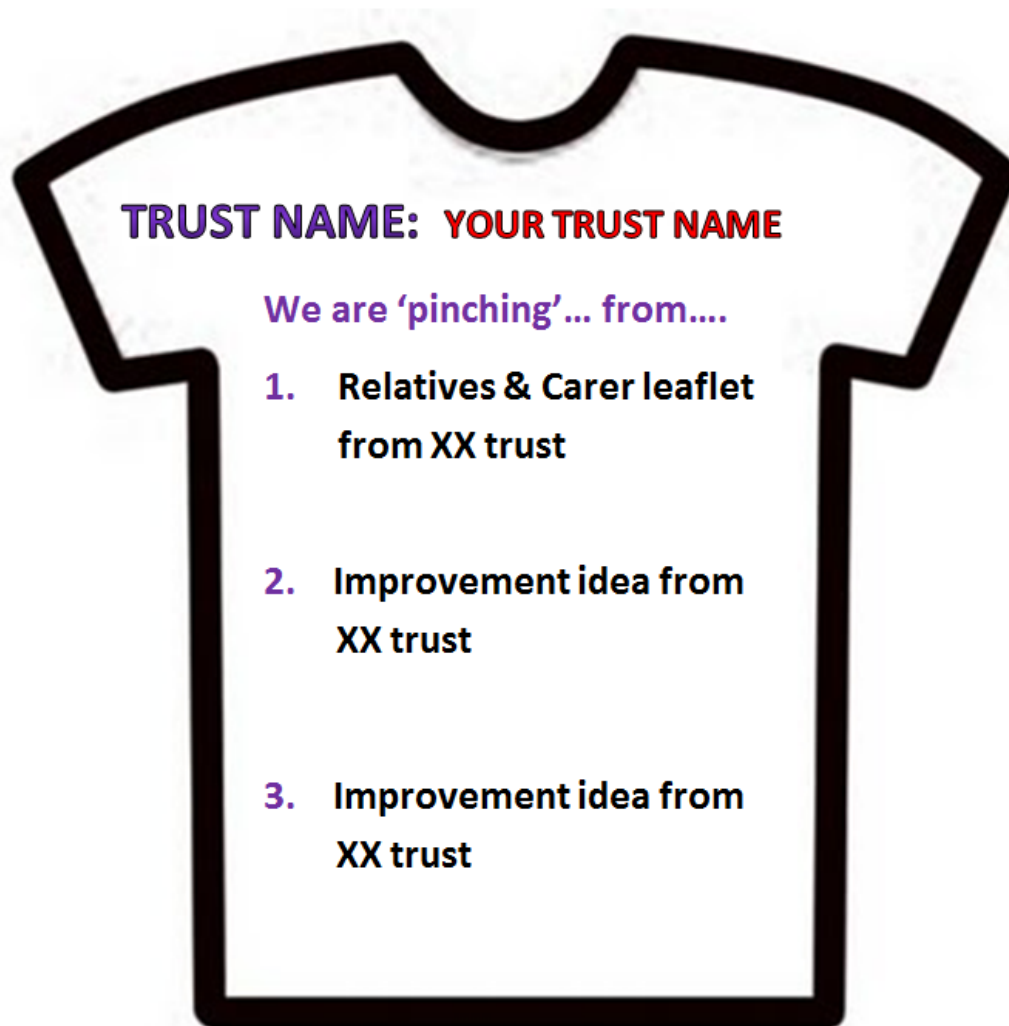 TRUST NAME: YOUR TRUST NAME
We are ‘pinching’... from....
1. Relatives & Carer leaflet
from XX trust
2. Improvement idea from
XX trust
3. Improvement idea from
XX trust